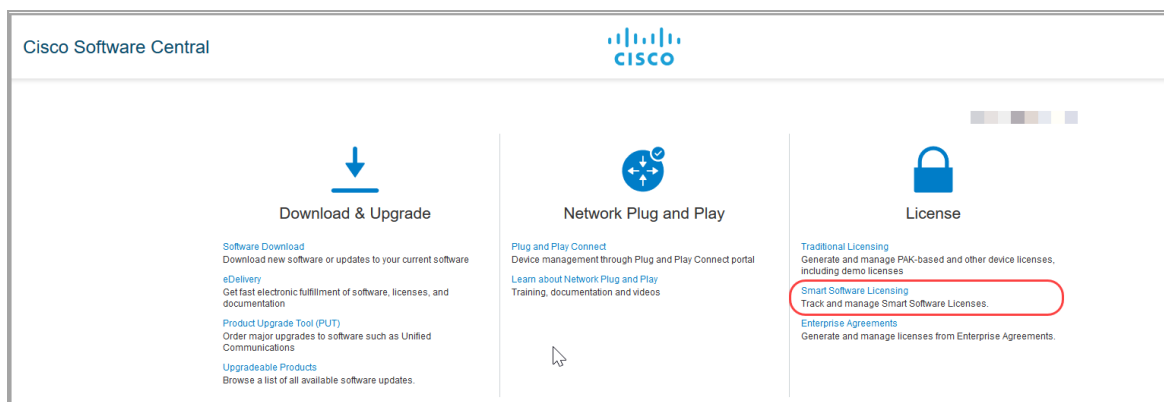 Cisco Software Central
CISCO
Download & Upgrade
Software Download
Download new software or updates to your current software
eDelivery
Get fast electronic fulfillment of software, licenses, and
documentation
Product Upgrade Tool (PUT)
Order major upgrades to software such as Unified
Communications
Upgradeable Products
Browse a list of all available software updates.
Network Plug and Play
Plug and Play Connect
Device management through Plug and Play Connect portal
Learn about Network Plug and Play
Training, documentation and videos
License
Traditional Licensing
Generate and manage PAK-based and other device licenses,
including demo licenses
Smart Software Licensing
Track and manage Smart Software Licenses.
Enterprise Agreements
Generate and manage licenses from Enterprise Agreements.